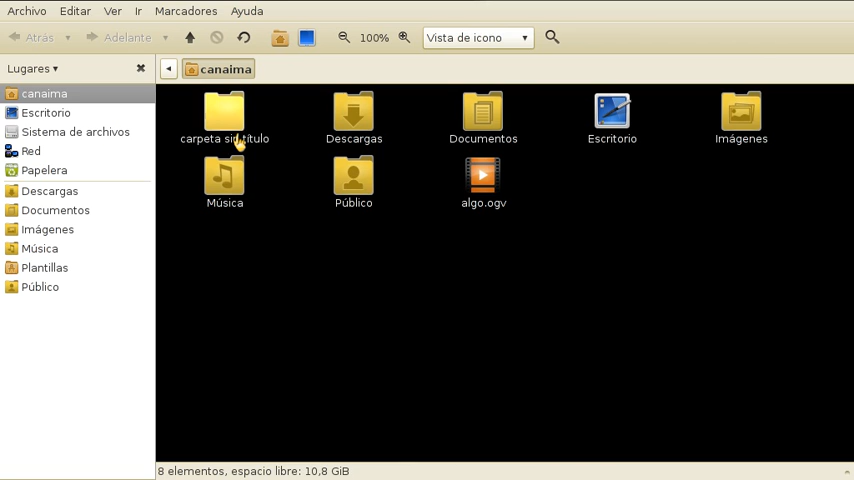 Archivo Editar Ver Ir Marcadores Ayuda
Atrás Adelante 100% Vista de icono
Lugares canaima
canaima
Escritorio
Sistema de archivos
Red
Papelera
Descargas
Documentos
Imágenes
Música
Plantillas
Público
carpeta sin título Descargas Documentos Escritorio Imágenes
Música Público algo.ogv
8 elementos, espacio libre: 10,8 GiB